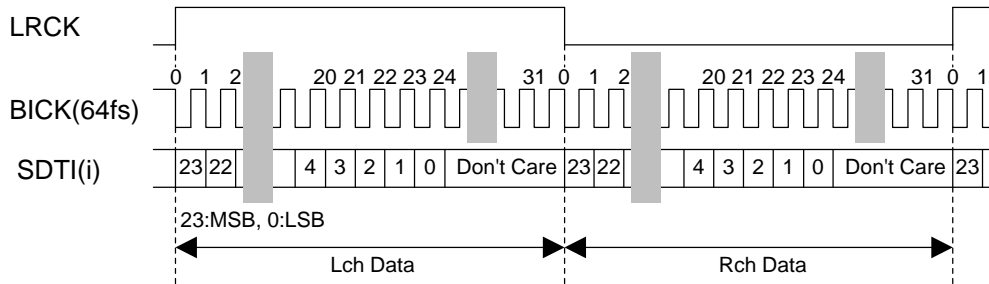 LRCK
0 1 2 20 21 22 23 24 31 0 1 2 20 21 22 23 24 31 0 1
BICK(64fs)
SDTI(i) 23 22 4 3 2 1 0 Don't Care 23 22 4 3 2 1 0 Don't Care 23
23:MSB, 0:LSB
Lch Data Rch Data